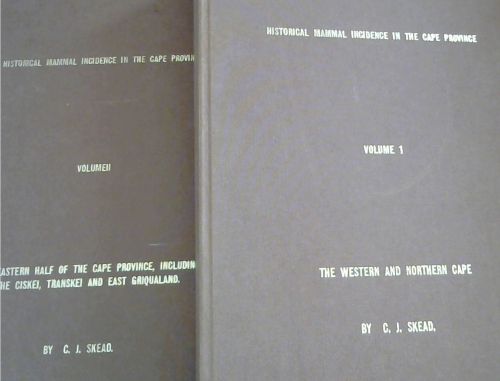 HISTORICAL MAMMAL INCIDENCE IN THE CAPE PROVIN
VOLUMEII
EASTERN HALF OF THE CAPE PROVINCE, INCLUDIN
HE CISKEI, TRANSKEI AND EAST GRIQUALAND.
BY C. J. SKEAD.
HISTORICAL MAMMAL INCIDENCE IN THE CAPE PROVINCE
VOLUME 1
THE WESTERN AND NORTHERN CAPE
BY C. J. SKEAD.